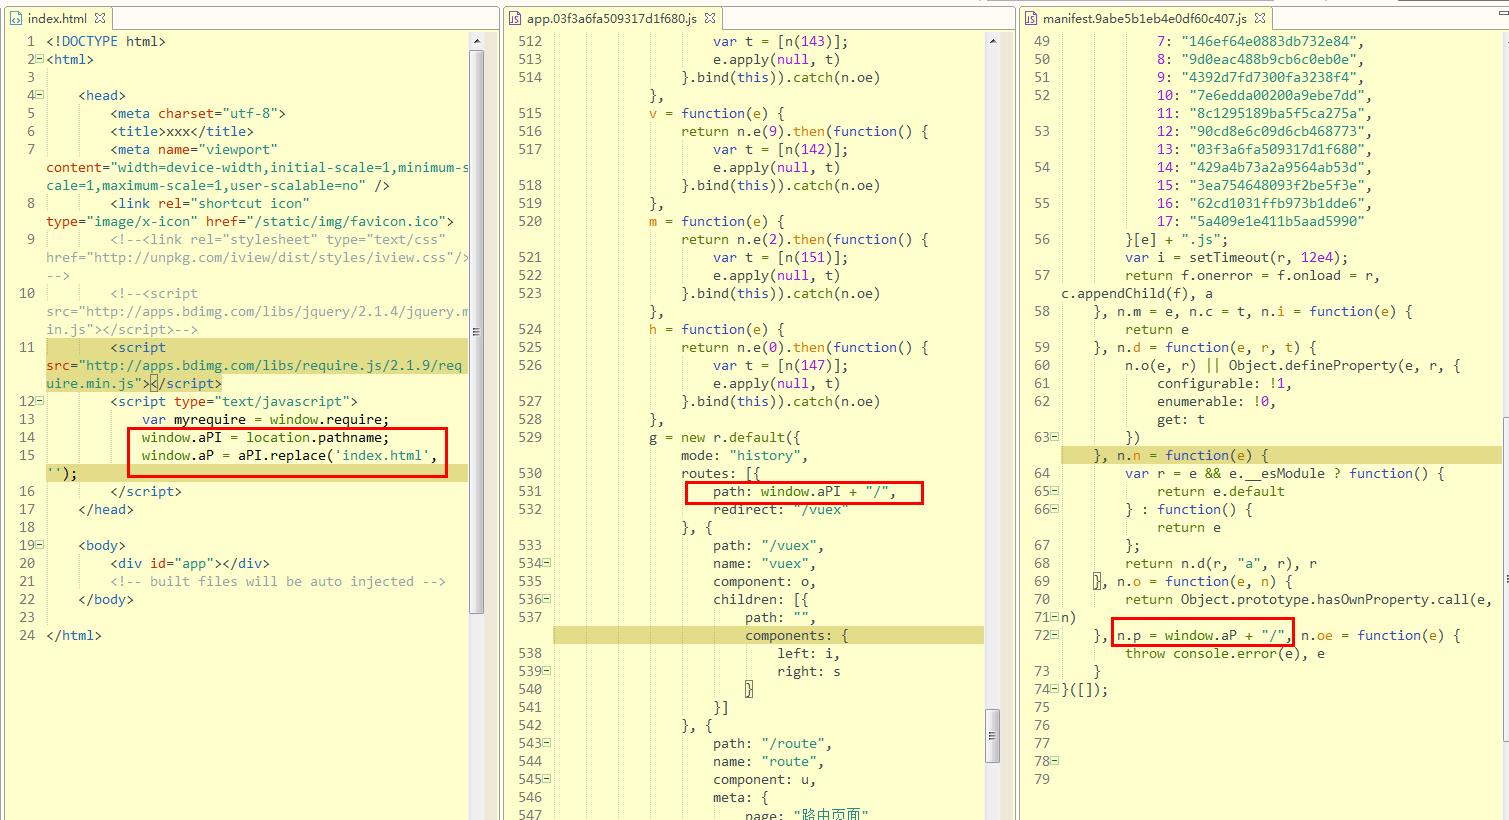 index.html
1 <!DOCTYPE html>
2 <html>
3
4 <head>
5 <meta charset="utf-8">
6 <title>xxx</title>
7 <meta name="viewport"
content="width=device-width,initial-scale=1,minimum-s
cale=1,maximum-scale=1,user-scalable=no" />
8 <link rel="shortcut icon"
type="image/x-icon" href="/static/img/favicon.ico">
9 <!--<link rel="stylesheet" type="text/css"
href="http://unpkg.com/iview/dist/styles/iview.css"/>
-->
10 <!--<script
src="http://apps.bdimg.com/libs/jquery/2.1.4/jquery.m
in.js"></script>-->
11 <script
src="http://apps.bdimg.com/libs/require.js/2.1.9/req
uire.min.js"></script>
12 <script type="text/javascript">
13 var myrequire = window.require;
14 window.aPI = location.pathname;
15 window.aP = aPI.replace('index.html',
'');
16 </script>
17 </head>
18
19 <body>
20 <div id="app"></div>
21 <!-- built files will be auto injected -->
22 </body>
23
24 </html>
app.03f3a6fa509317d1f680.js
512 var t = [n(143)];
513 e.apply(null, t)
514 }.bind(this)).catch(n.oe)
},
515 v = function(e) {
516 return n.e(9).then(function() {
517 var t = [n(142)];
e.apply(null, t)
518 }.bind(this)).catch(n.oe)
519 },
520 m = function(e) {
return n.e(2).then(function() {
521 var t = [n(151)];
522 e.apply(null, t)
523 }.bind(this)).catch(n.oe)
},
524 h = function(e) {
525 return n.e(0).then(function() {
526 var t = [n(147)];
e.apply(null, t)
527 }.bind(this)).catch(n.oe)
528 },
529 g = new r.default({
mode: "history",
530 routes: [{
531 path: window.aPI + "/",
532 redirect: "/vuex"
}, {
533 path: "/vuex",
534 name: "vuex",
535 component: o,
536 children: [{
537 path: "",
components: {
538 left: i,
539 right: s
540 }
541 }]
542 }, {
543 path: "/route",
544 name: "route",
545 component: u,
546 meta: {
547 page: "路由页面"
manifest.9abe5b1eb4e0df60c407.js
49 7: "146ef64e0883db732e84",
50 8: "9d0eac488b9cb6c0eb0e",
51 9: "4392d7fd7300fa3238f4",
52 10: "7e6edda00200a9ebe7dd",
11: "8c1295189ba5f5ca275a",
53 12: "90cd8e6c09d6cb468773",
13: "03f3a6fa509317d1f680",
54 14: "429a4b73a2a9564ab53d",
15: "3ea754648093f2be5f3e",
55 16: "62cd1031ffb973b1dde6",
17: "5a409e1e411b5aad5990"
56 }[e] + ".js";
var i = setTimeout(r, 12e4);
57 return f.onerror = f.onload = r,
c.appendChild(f), a
58 }, n.m = e, n.c = t, n.i = function(e) {
return e
59 }, n.d = function(e, r, t) {
60 n.o(e, r) || Object.defineProperty(e, r, {
61 configurable: !1,
62 enumerable: !0,
get: t
63 })
}, n.n = function(e) {
64 var r = e && e.__esModule ? function() {
65 return e.default
66 } : function() {
return e
67 };
68 return n.d(r, "a", r), r
69 }, n.o = function(e, n) {
70 return Object.prototype.hasOwnProperty.call(e,
71 n)
72 }, n.p = window.aP + "/", n.oe = function(e) {
throw console.error(e), e
73 }
74 }([]);
75
76
77
78
79